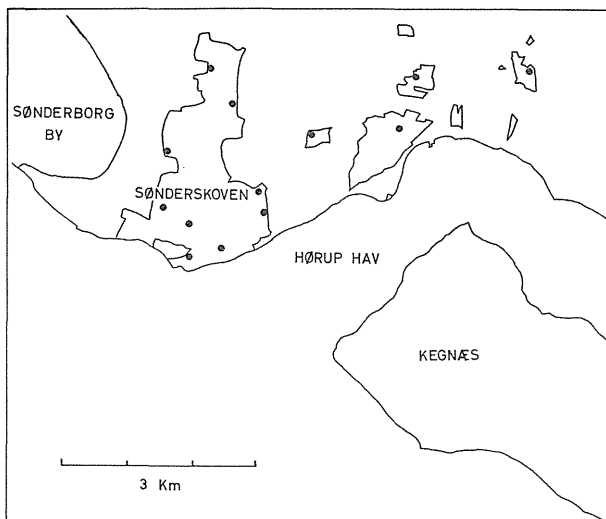 SØNDERBORG
BY
SØNDERSKOVEN
HØRUP HAV
KEGNÆS
3 Km